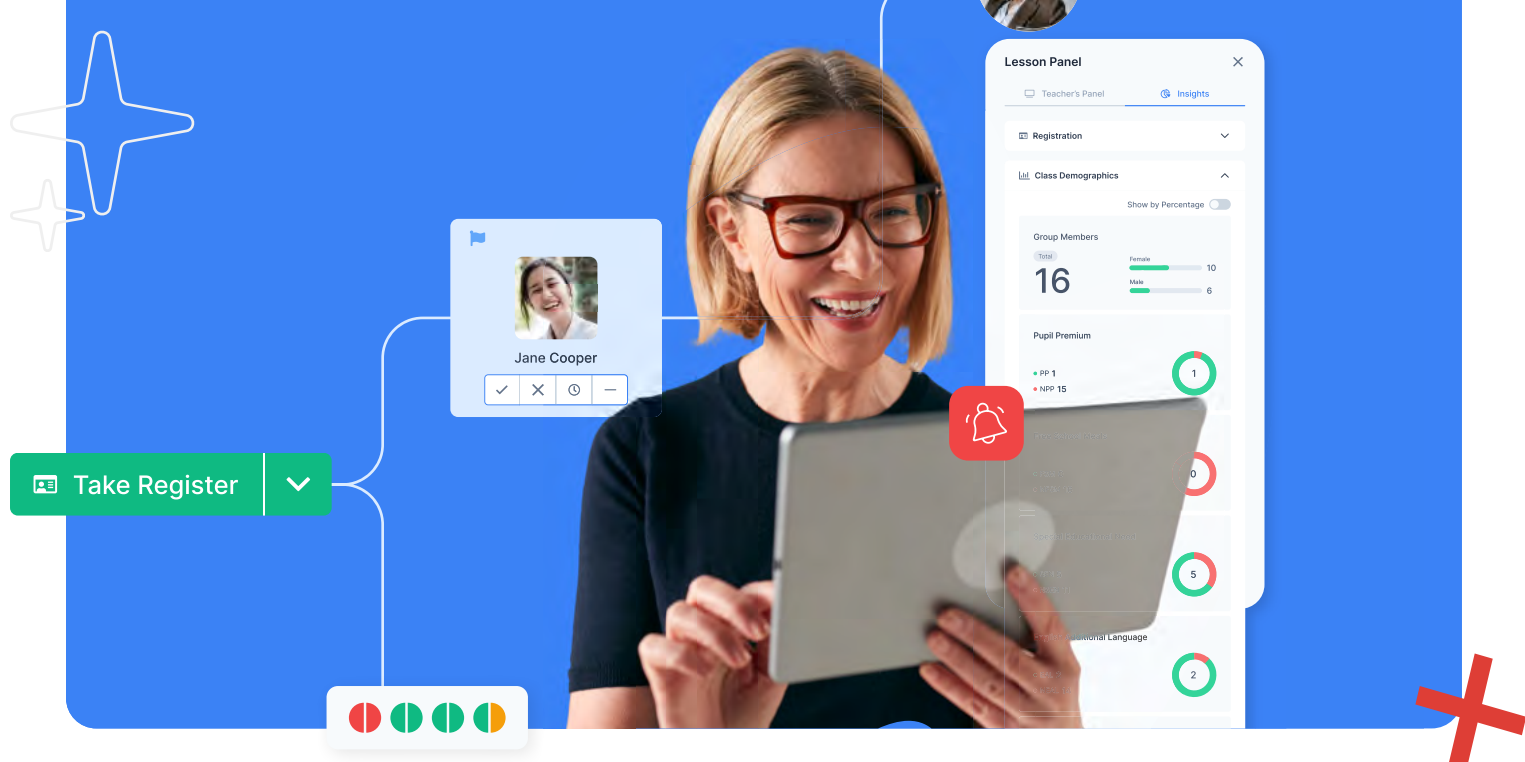 Lesson Panel
Teacher's Panel
Insights
Registration
Class Demographics
Show by Percentage
Group Members
Total
16
Female
10
Male
6
Pupil Premium
PP 1
NPP 15
1
Jane Cooper
Take Register
0
5
Language
2